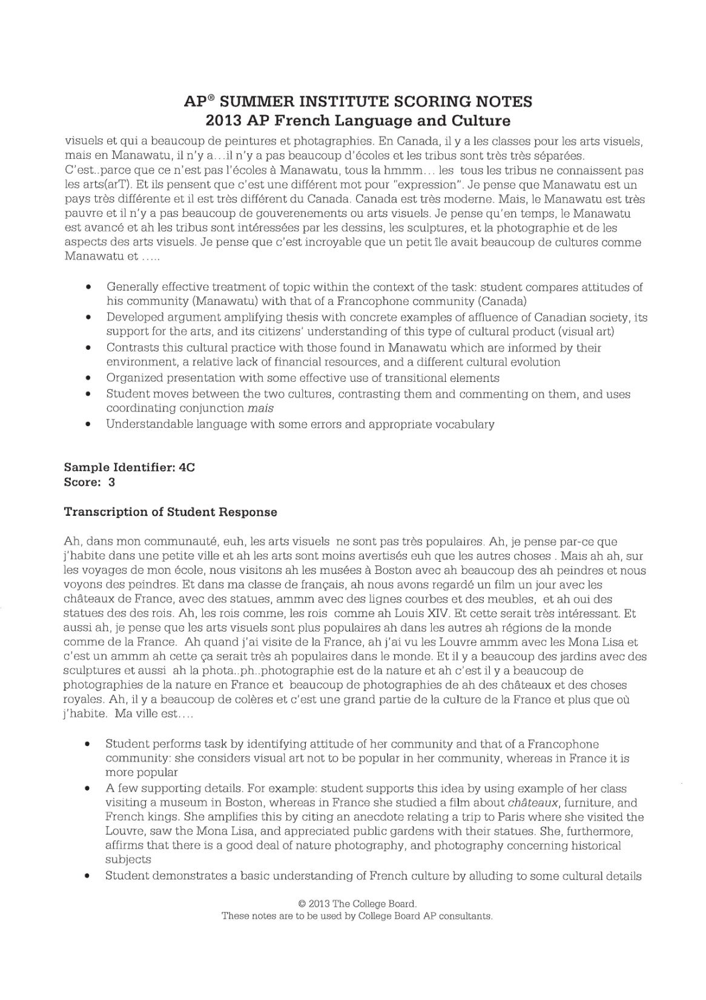 AP® SUMMER INSTITUTE SCORING NOTES
2013 AP French Language and Culture
visuels et qui a beaucoup de peintures et photagraphies. En Canada, il y a les classes pour les arts visuels,
mais en Manawatu, il n'y a...il n'y a pas beaucoup d'écoles et les tribus sont très très séparées.
C'est..parce que ce n'est pas l'écoles à Manawatu, tous la hmmm... les  tous les tribus ne connaissent pas
les arts(arT). Et ils pensent que c'est une différent mot pour "expression". Je pense que Manawatu est un
pays très différente et il est très différent du Canada. Canada est très moderne. Mais, le Manawatu est très
pauvre et il n'y a pas beaucoup de gouverenements ou arts visuels. Je pense qu'en temps, le Manawatu
est avancé et ah les tribus sont intéressées par les dessins, les sculptures, et la photographie et de les
aspects des arts visuels. Je pense que c'est incroyable que un petit île avait beaucoup de cultures comme
Manawatu et .....
• Generally effective treatment of topic within the context of the task: student compares attitudes of
his community (Manawatu) with that of a Francophone community (Canada)
• Developed argument amplifying thesis with concrete examples of affluence of Canadian society, its
support for the arts, and its citizens' understanding of this type of cultural product (visual art)
• Contrasts this cultural practice with those found in Manawatu which are informed by their
environment, a relative lack of financial resources, and a different cultural evolution
• Organized presentation with some effective use of transitional elements
• Student moves between the two cultures, contrasting them and commenting on them, and uses
coordinating conjunction mais
• Understandable language with some errors and appropriate vocabulary
Sample Identifier: 4C
Score:  3
Transcription of Student Response
Ah, dans mon communauté, euh, les arts visuels  ne sont pas très populaires. Ah, je pense par-ce que
j'habite dans une petite ville et ah les arts sont moins avertisés euh que les autres choses . Mais ah ah, sur
les voyages de mon école, nous visitons ah les musées à Boston avec ah beaucoup des ah peindres et nous
voyons des peindres. Et dans ma classe de français, ah nous avons regardé un film un jour avec les
châteaux de France, avec des statues, ammm avec des lignes courbes et des meubles,  et ah oui des
statues des des rois. Ah, les rois comme, les rois  comme ah Louis XIV. Et cette serait très intéressant. Et
aussi ah, je pense que les arts visuels sont plus populaires ah dans les autres ah régions de la monde
comme de la France.  Ah quand j'ai visite de la France, ah j'ai vu les Louvre ammm avec les Mona Lisa et
c'est un ammm ah cette ça serait très ah populaires dans le monde. Et il y a beaucoup des jardins avec des
sculptures et aussi  ah la phota..ph..photographie est de la nature et ah c'est il y a beaucoup de
photographies de la nature en France et  beaucoup de photographies de ah des châteaux et des choses
royales. Ah, il y a beaucoup de colères et c'est une grand partie de la culture de la France et plus que où
j'habite.  Ma ville est....
• Student performs task by identifying attitude of her community and that of a Francophone
community: she considers visual art not to be popular in her community, whereas in France it is
more popular
• A few supporting details. For example: student supports this idea by using example of her class
visiting a museum in Boston, whereas in France she studied a film about châteaux, furniture, and
French kings. She amplifies this by citing an anecdote relating a trip to Paris where she visited the
Louvre, saw the Mona Lisa, and appreciated public gardens with their statues. She, furthermore,
affirms that there is a good deal of nature photography, and photography concerning historical
subjects
• Student demonstrates a basic understanding of French culture by alluding to some cultural details
© 2013 The College Board.
These notes are to be used by College Board AP consultants.